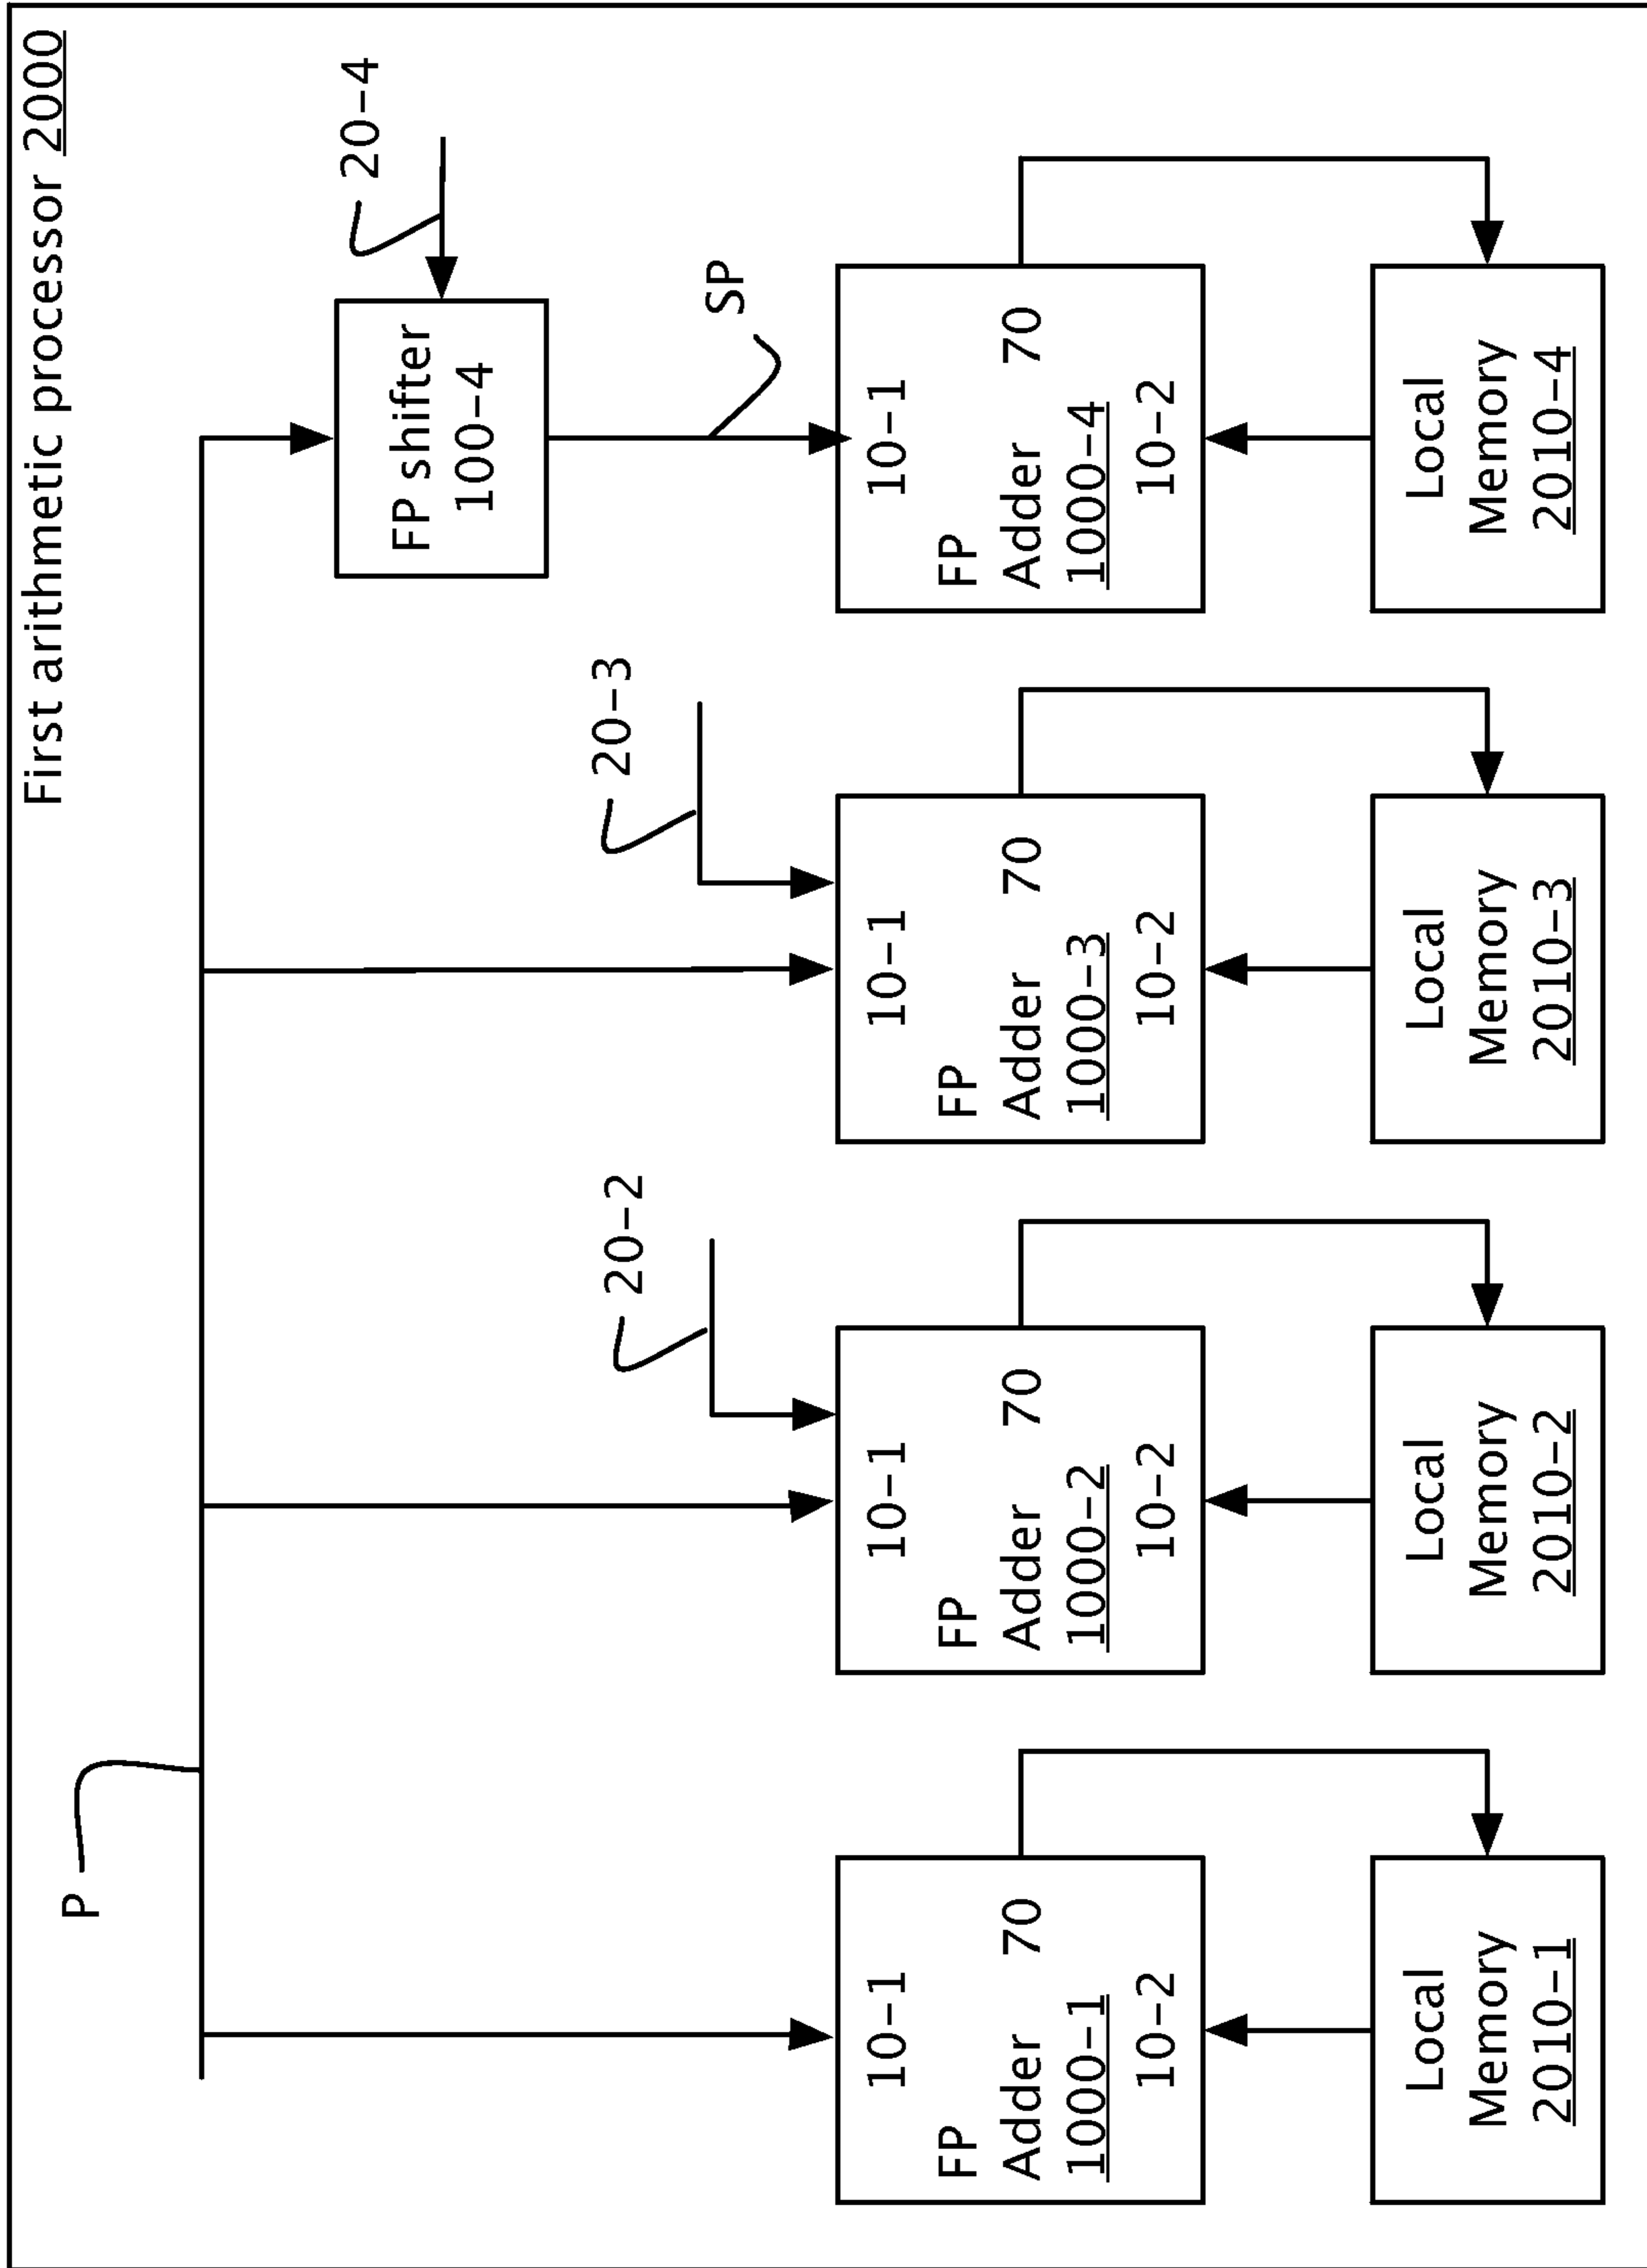 First arithmetic processor 2000
P
20-4
FP shifter
100-4
20-2
20-3
SP
10-1
FP
Adder 70
1000-1
10-2
10-1
FP
Adder 70
1000-2
10-2
10-1
FP
Adder 70
1000-3
10-2
10-1
FP
Adder 70
1000-4
10-2
Local
Memory
2010-1
Local
Memory
2010-2
Local
Memory
2010-3
Local
Memory
2010-4